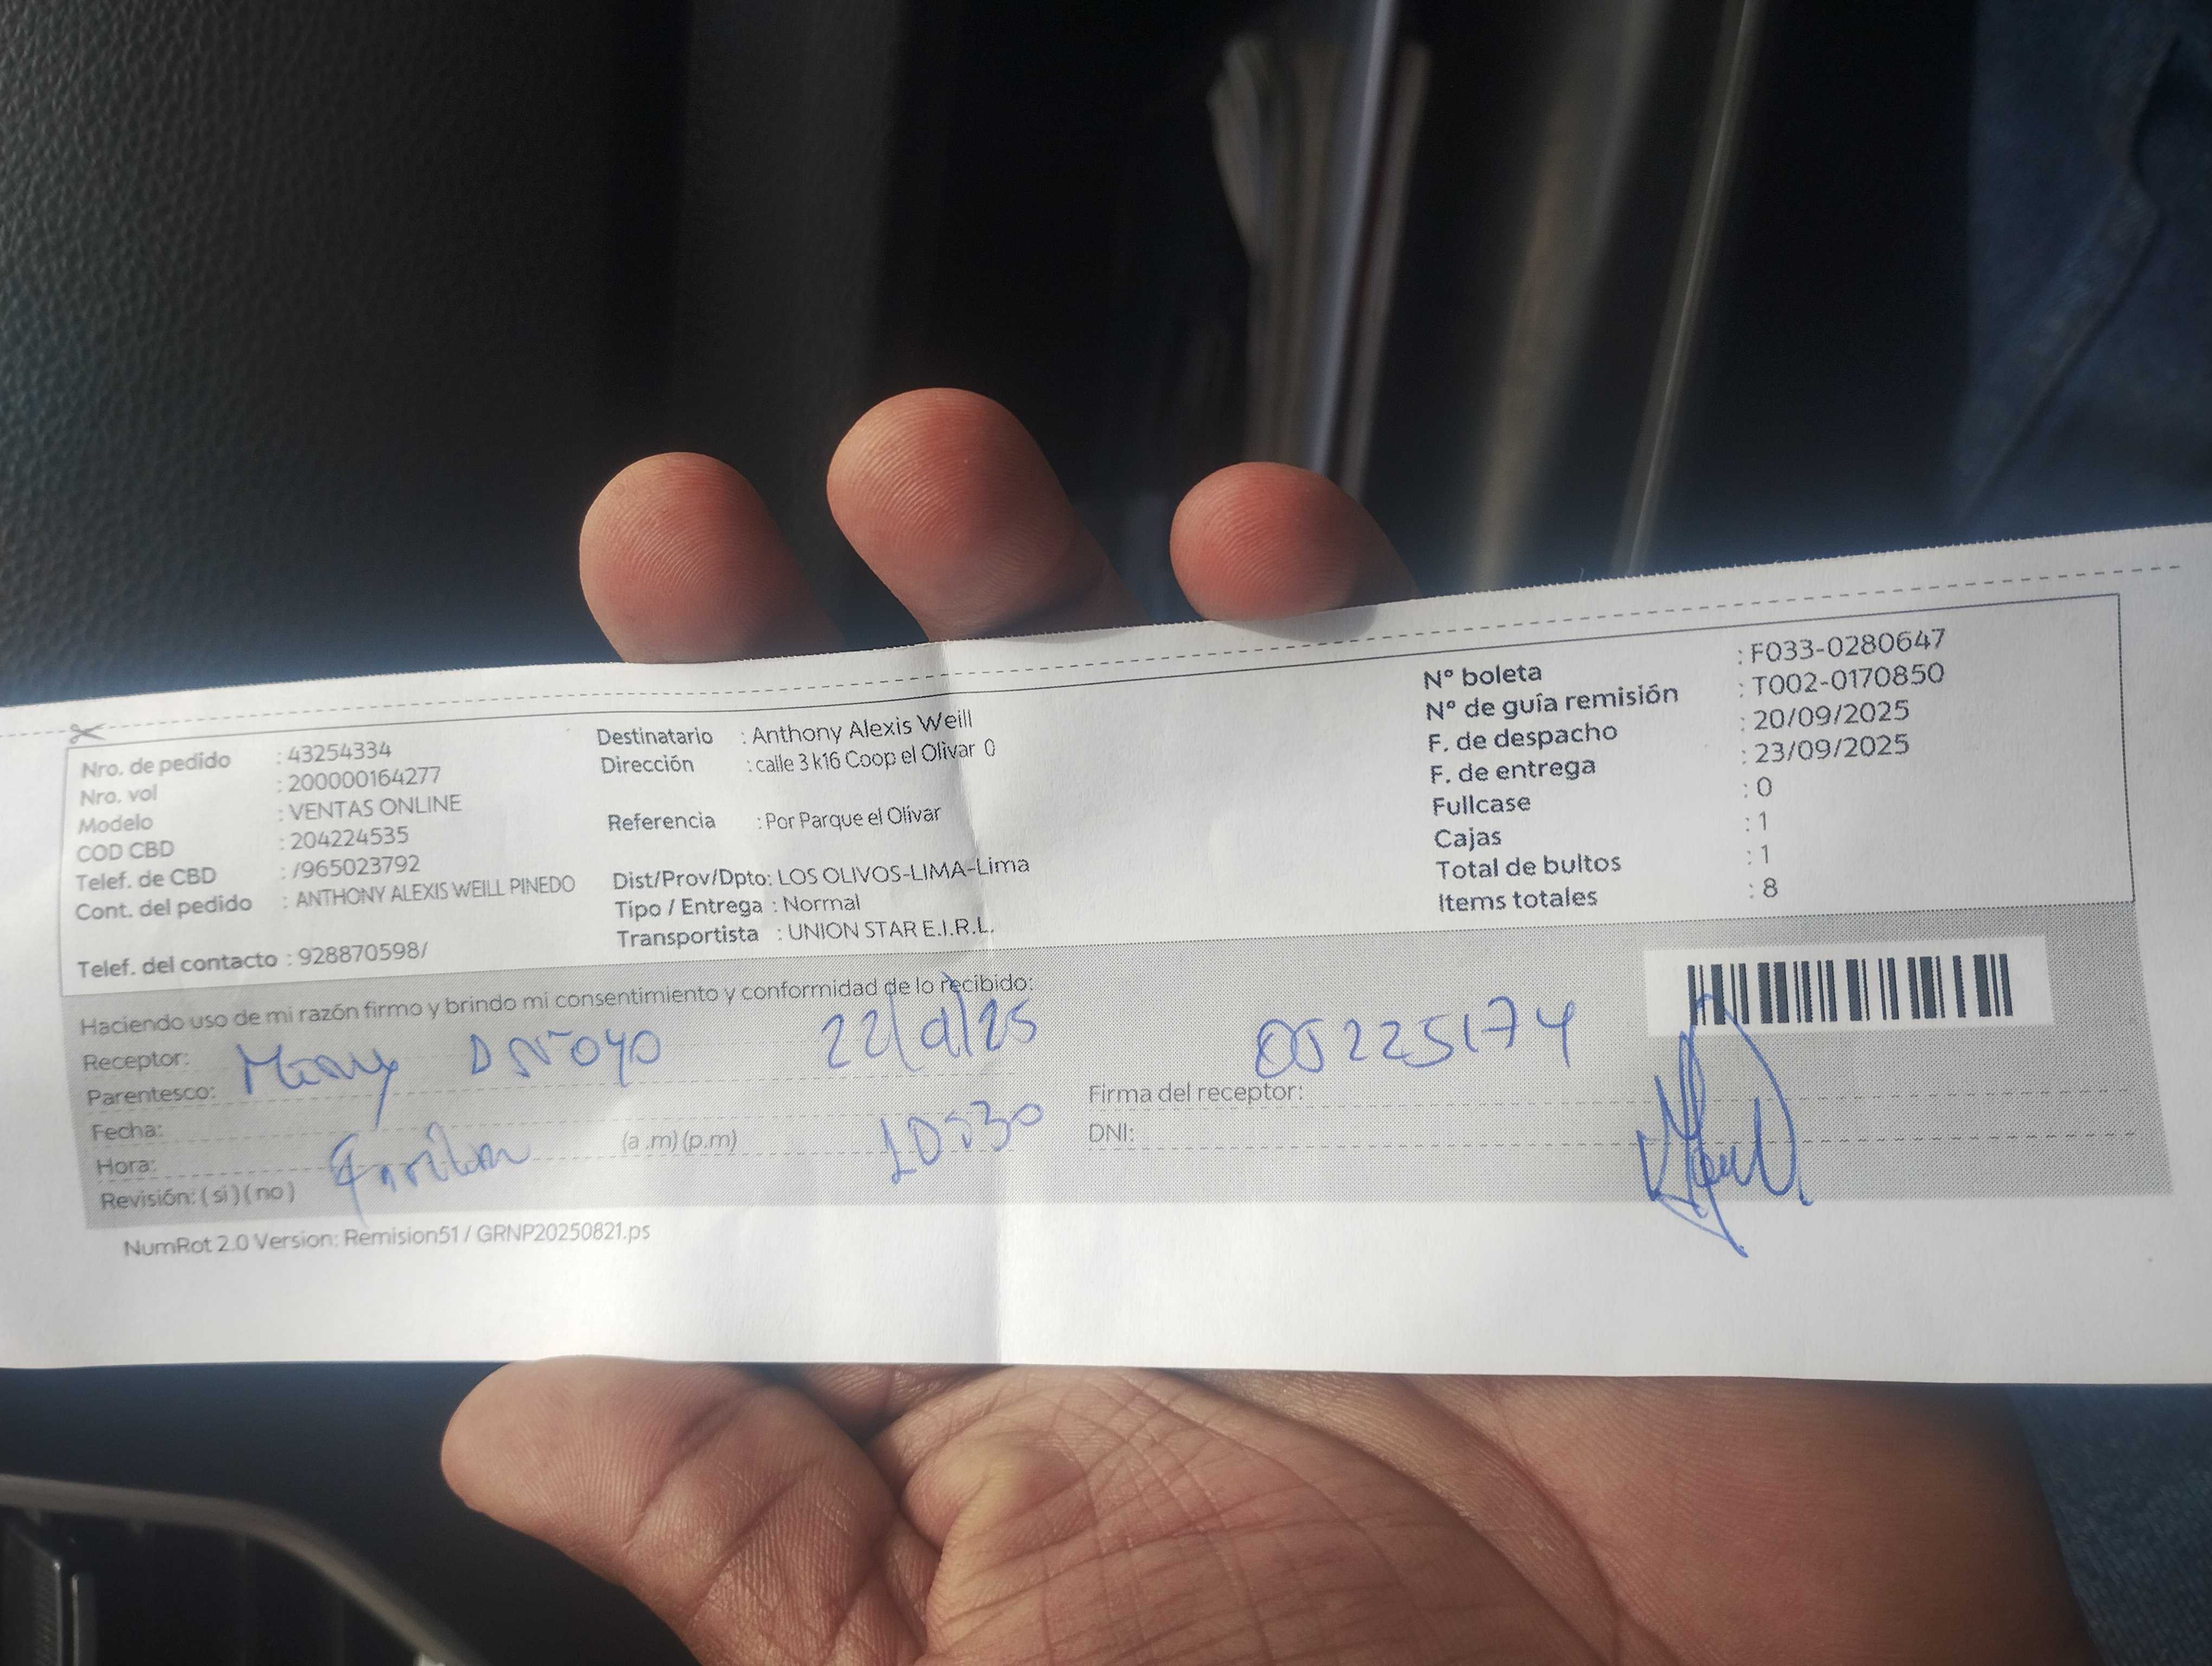 Nro. de pedido : 43254334
Nro. vol : 200000164277
Modelo : VENTAS ONLINE
COD CBD : 204224535
Telef. de CBD : /965023792
Cont. del pedido : ANTHONY ALEXIS WEILL PINEDO
Telef. del contacto : 928870598/
Destinatario : Anthony Alexis Weill
Dirección : calle 3 k16 Coop el Olivar 0
Referencia : Por Parque el Olivar
Dist/Prov/Dpto: LOS OLIVOS-LIMA-Lima
Tipo / Entrega : Normal
Transportista : UNION STAR E.I.R.L.
Nº boleta : F033-0280647
Nº de guía remisión : T002-0170850
F. de despacho : 20/09/2025
F. de entrega : 23/09/2025
Fullcase : 0
Cajas : 1
Total de bultos : 1
Items totales : 8
Haciendo uso de mi razón firmo y brindo mi consentimiento y conformidad de lo recibido:
Receptor: 22/9/25
Parentesco:
Fecha:
Hora: (a.m)(p.m) 10:30
Revisión: (si) (no)
Firma del receptor:
DNI:
NumRot 2.0 Version: Remision51 / GRNP20250821.ps